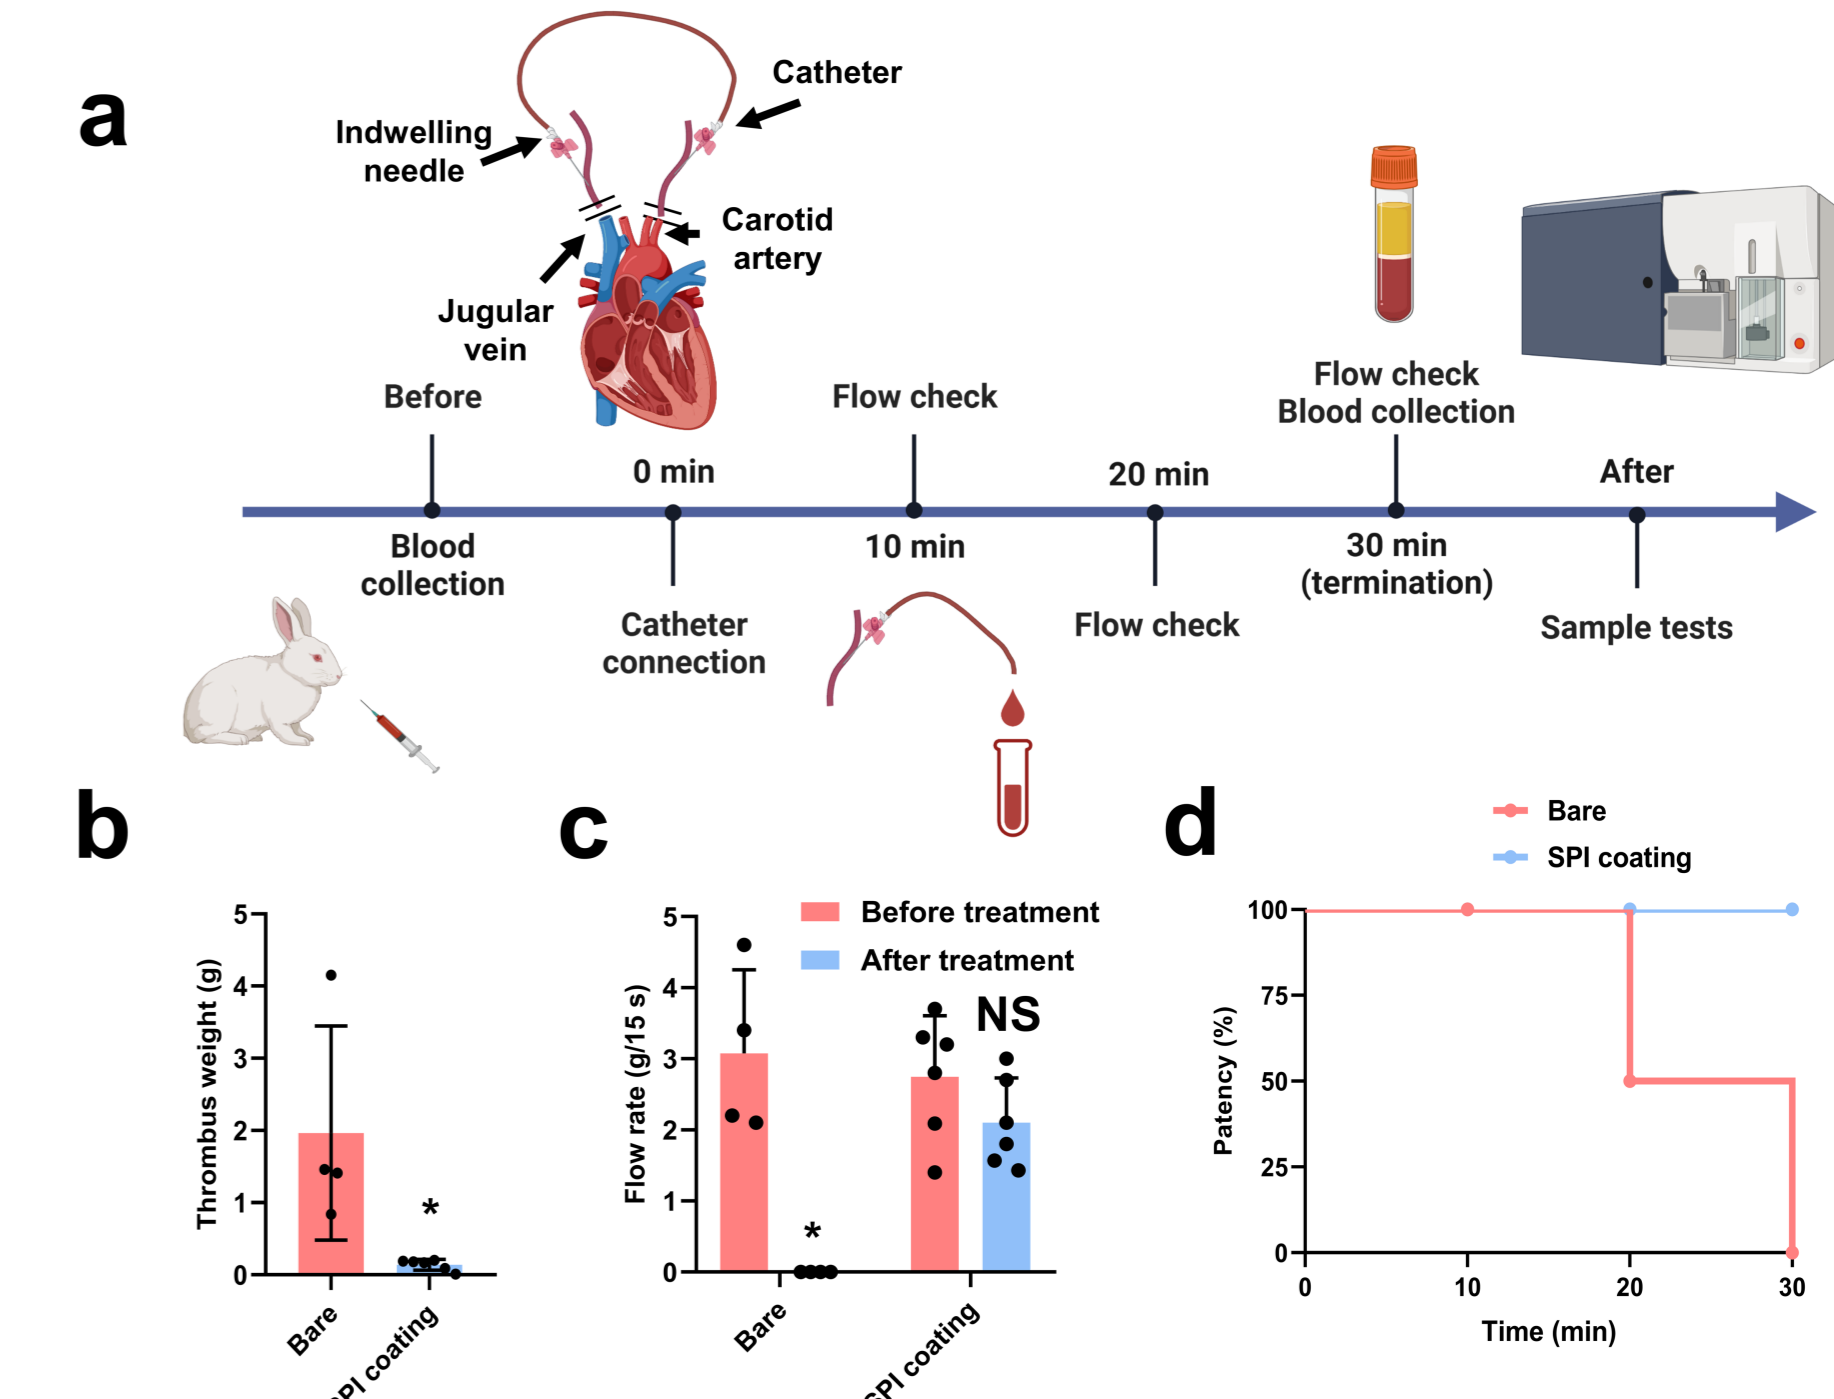 a
Catheter
Indwelling
needle
Carotid
artery
Jugular
vein
Before
Flow check
Flow check
Blood collection
0 min
20 min
After
Blood
collection
10 min
30 min
(termination)
Catheter
connection
Flow check
Sample tests
b
Thrombus weight (g)
5
4
3
2
1
0
*
Bare
SPI coating
c
Before treatment
After treatment
Flow rate (g/15 s)
5
4
3
2
1
0
*
NS
Bare
SPI coating
d
Bare
SPI coating
Patency (%)
100
75
50
25
0
0 10 20 30
Time (min)